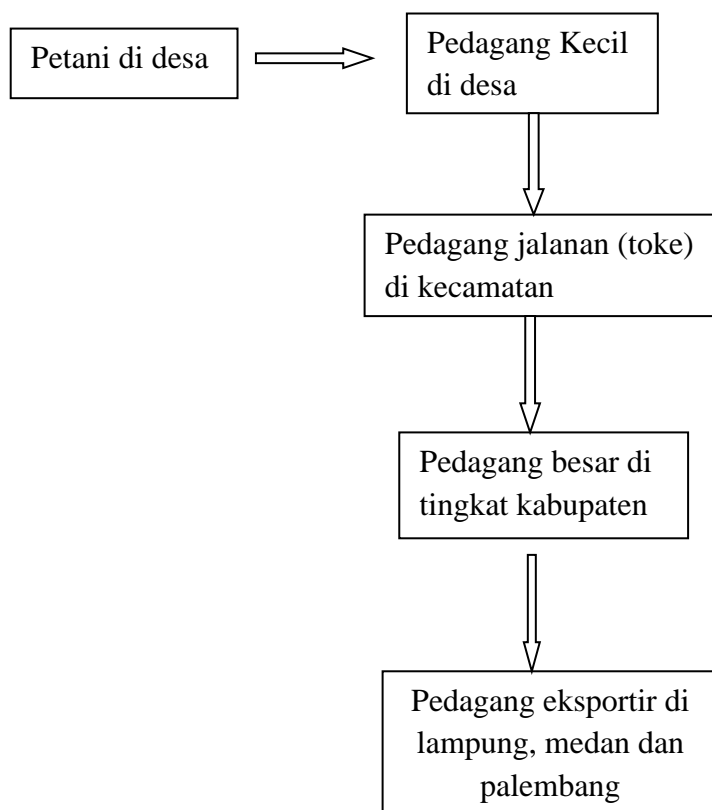 Petani di desa
Pedagang Kecil
di desa
Pedagang jalanan (toke)
di kecamatan
Pedagang besar di
tingkat kabupaten
Pedagang eksportir di
lampung, medan dan
palembang